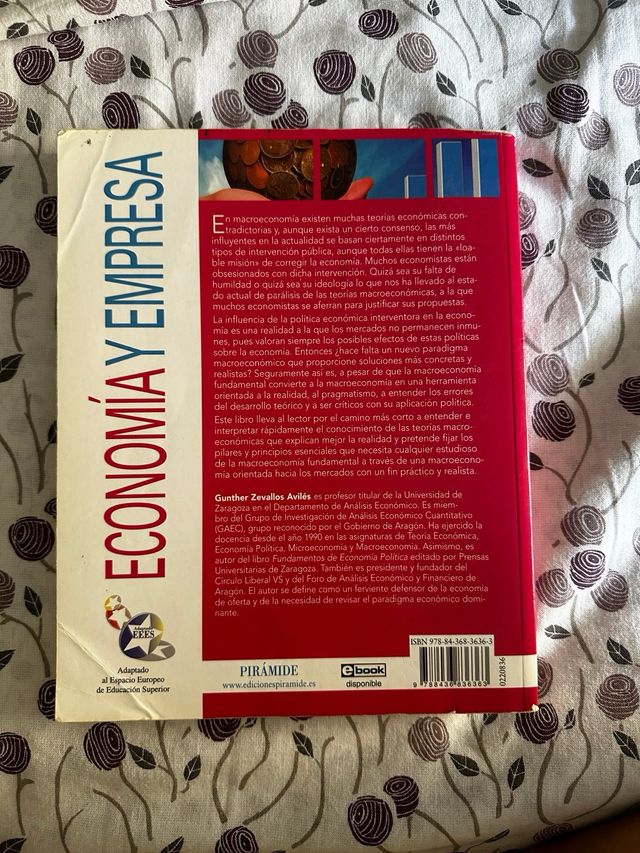 ECONOMÍA Y EMPRESA
En macroeconomía existen muchas teorías económicas con-
tradictorias y, aunque exista un cierto consenso, las más
influyentes en la actualidad se basan ciertamente en distintos
tipos de intervención pública, aunque todas ellas tienen la «loa-
ble misión» de corregir la economía. Muchos economistas están
obsesionados con dicha intervención. Quizá sea su falta de
humildad o quizá sea su ideología lo que nos ha llevado al esta-
do actual de parálisis de las teorías macroeconómicas, a la que
muchos economistas se aferran para justificar sus propuestas.
La influencia de la política económica interventora en la econo-
mía es una realidad a la que los mercados no permanecen inmu-
nes, pues valoran siempre los posibles efectos de estas políticas
sobre la economía. Entonces ¿hace falta un nuevo paradigma
macroeconómico que proporcione soluciones más concretas y
realistas? Seguramente así es, a pesar de que la macroeconomía
fundamental convierte a la macroeconomía en una herramienta
orientada a la realidad, al pragmatismo, a entender los errores
del desarrollo teórico y a ser críticos con su aplicación política.
Este libro lleva al lector por el camino más corto a entender e
interpretar rápidamente el conocimiento de las teorías macro-
económicas que explican mejor la realidad y pretende fijar los
pilares y principios esenciales que necesita cualquier estudioso
de la macroeconomía fundamental a través de una macroecono-
mía orientada hacia los mercados con un fin práctico y realista.
Gunther Zevallos Avilés es profesor titular de la Universidad de
Zaragoza en el Departamento de Análisis Económico. Es miem-
bro del Grupo de Investigación de Análisis Económico Cuantitativo
(GAEC), grupo reconocido por el Gobierno de Aragón. Ha ejercido la
docencia desde el año 1990 en las asignaturas de Teoría Económica,
Economía Política, Microeconomía y Macroeconomía. Asimismo, es
autor del libro Fundamentos de Economía Política editado por Prensas
Universitarias de Zaragoza. También es presidente y fundador del
Círculo Liberal VS y del Foro de Análisis Económico y Financiero de
Aragón. El autor se define como un ferviente defensor de la economía
de oferta y de la necesidad de revisar el paradigma económico domi-
nante.
Adaptado
EEES
Adaptado
al Espacio Europeo
de Educación Superior
PIRÁMIDE
www.edicionespiramide.es
ebook
disponible
ISBN 978-84-368-3636-3
9 788436 836363
0220836